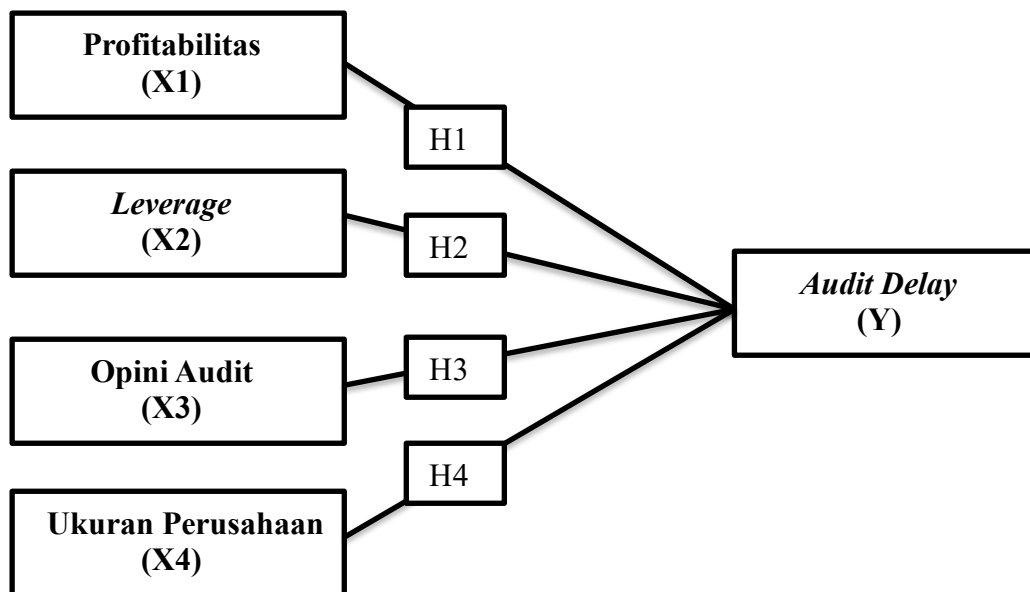 Profitabilitas
(X1)
H1
Leverage
(X2)
H2
Audit Delay
(Y)
Opini Audit
(X3)
H3
Ukuran Perusahaan
(X4)
H4